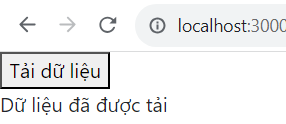 localhost:3000
Tải dữ liệu
Dữ liệu đã được tải